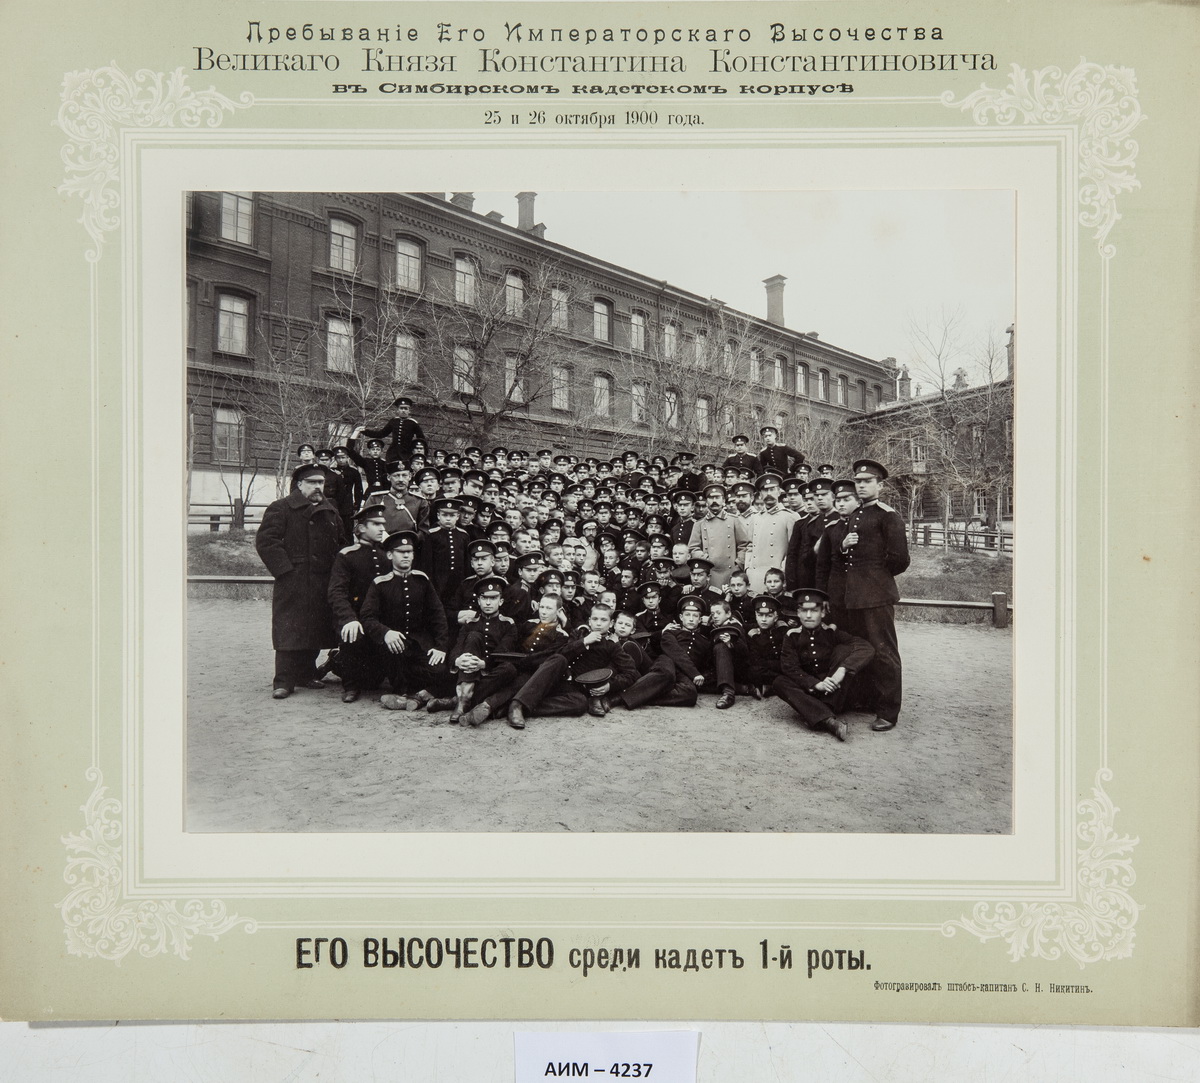 Пребываніе Его Императорскаго Высочества
Великаго Князя Константина Константиновича
въ Симбирскомъ кадетскомъ корпусѣ
25 и 26 октября 1900 года.
ЕГО ВЫСОЧЕСТВО среди кадетъ 1-й роты.
Фотографировалъ штабсъ-капитанъ С. Н. Никитинъ.
АИМ – 4237